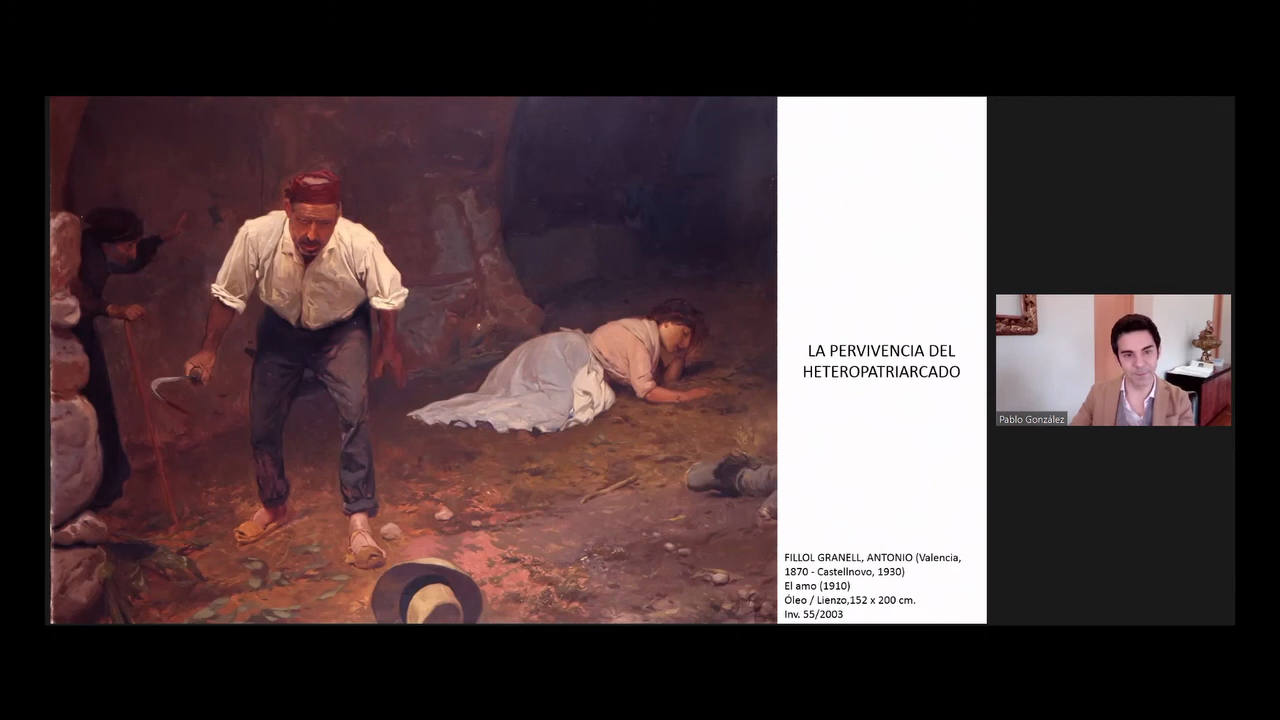 LA PERVIVENCIA DEL
HETEROPATRIARCADO
FILLOL GRANELL, ANTONIO (Valencia,
1870 - Castellnovo, 1930)
El amo (1910)
Óleo / Lienzo,152 x 200 cm.
Inv. 55/2003
Pablo González